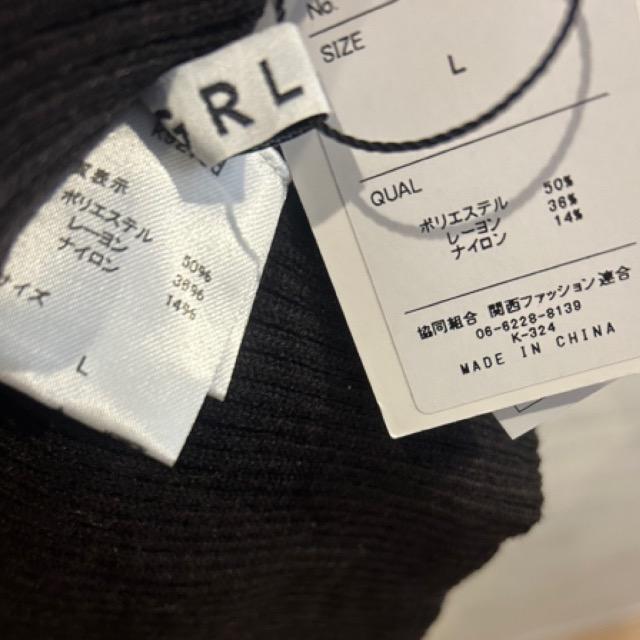 No.
SIZE
L
QUAL
ポリエステル 50%
レーヨン 36%
ナイロン 14%
協同組合 関西ファッション連合
06-6228-8139
K-324
MADE IN CHINA
GRL
表示
ポリエステル 50%
レーヨン 36%
ナイロン 14%
イズ
L